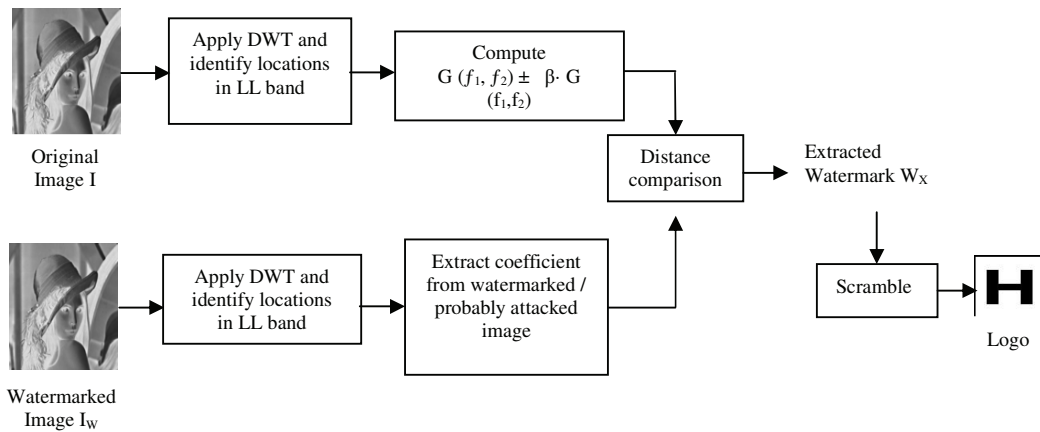 Original
Image I
Apply DWT and
identify locations
in LL band
Compute
G (f₁, f₂) ± β· G
(f₁,f₂)
Distance
comparison
Extracted
Watermark W_X
Watermarked
Image I_W
Apply DWT and
identify locations
in LL band
Extract coefficient
from watermarked /
probably attacked
image
Scramble
H
Logo